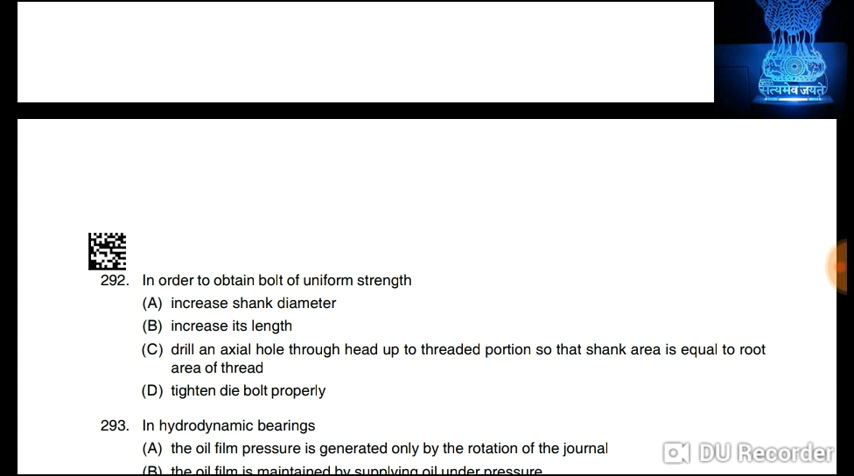 सत्यमेव जयते
292. In order to obtain bolt of uniform strength
(A) increase shank diameter
(B) increase its length
(C) drill an axial hole through head up to threaded portion so that shank area is equal to root
area of thread
(D) tighten die bolt properly
293. In hydrodynamic bearings
(A) the oil film pressure is generated only by the rotation of the journal
(B) the oil film is maintained by supplying oil under pressure
DU Recorder